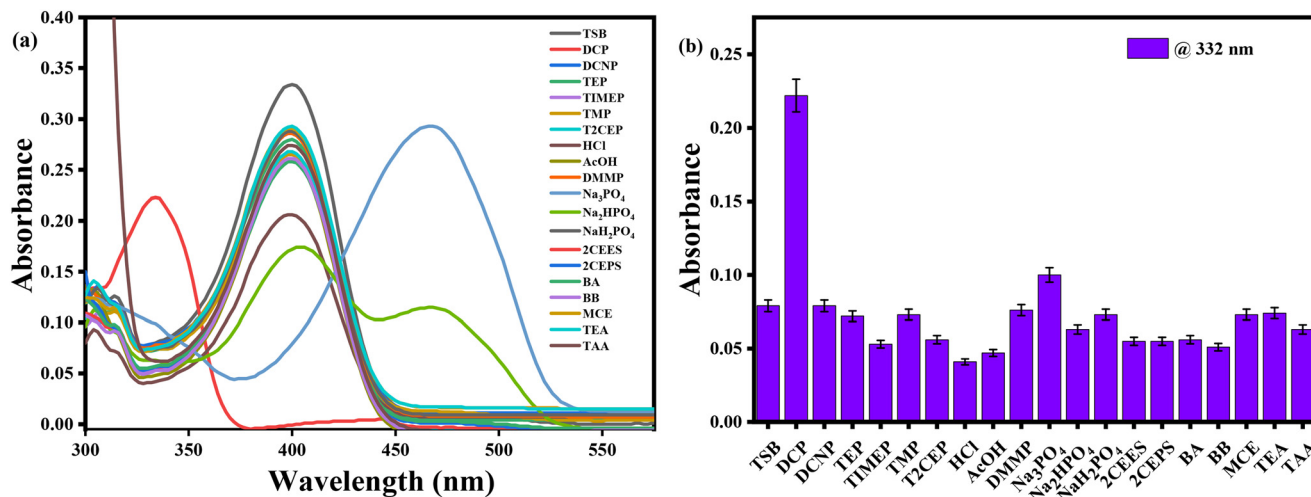 (a)
Absorbance
0.40
0.35
0.30
0.25
0.20
0.15
0.10
0.05
0.00
300
350
400
450
500
550
Wavelength (nm)
TSB
DCP
DCNP
TEP
TIMEP
TMP
T2CEP
HCl
AcOH
DMMP
Na₃PO₄
Na₂HPO₄
NaH₂PO₄
2CEES
2CEPS
BA
BB
MCE
TEA
TAA
(b)
@ 332 nm
Absorbance
0.25
0.20
0.15
0.10
0.05
0.00
TSB
DCP
DCNP
TEP
TIMEP
TMP
T2CEP
HCl
AcOH
DMMP
Na₃PO₄
Na₂HPO₄
NaH₂PO₄
2CEES
2CEPS
BA
BB
MCE
TEA
TAA